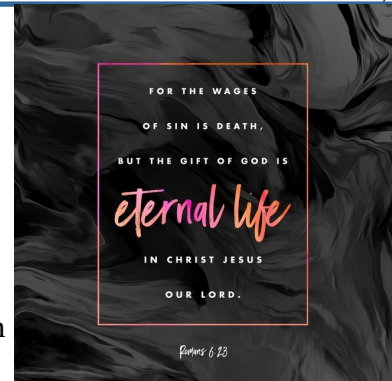 FOR THE WAGES
OF SIN IS DEATH,
BUT THE GIFT OF GOD IS
eternal life
IN CHRIST JESUS
OUR LORD.
Romans 6:23